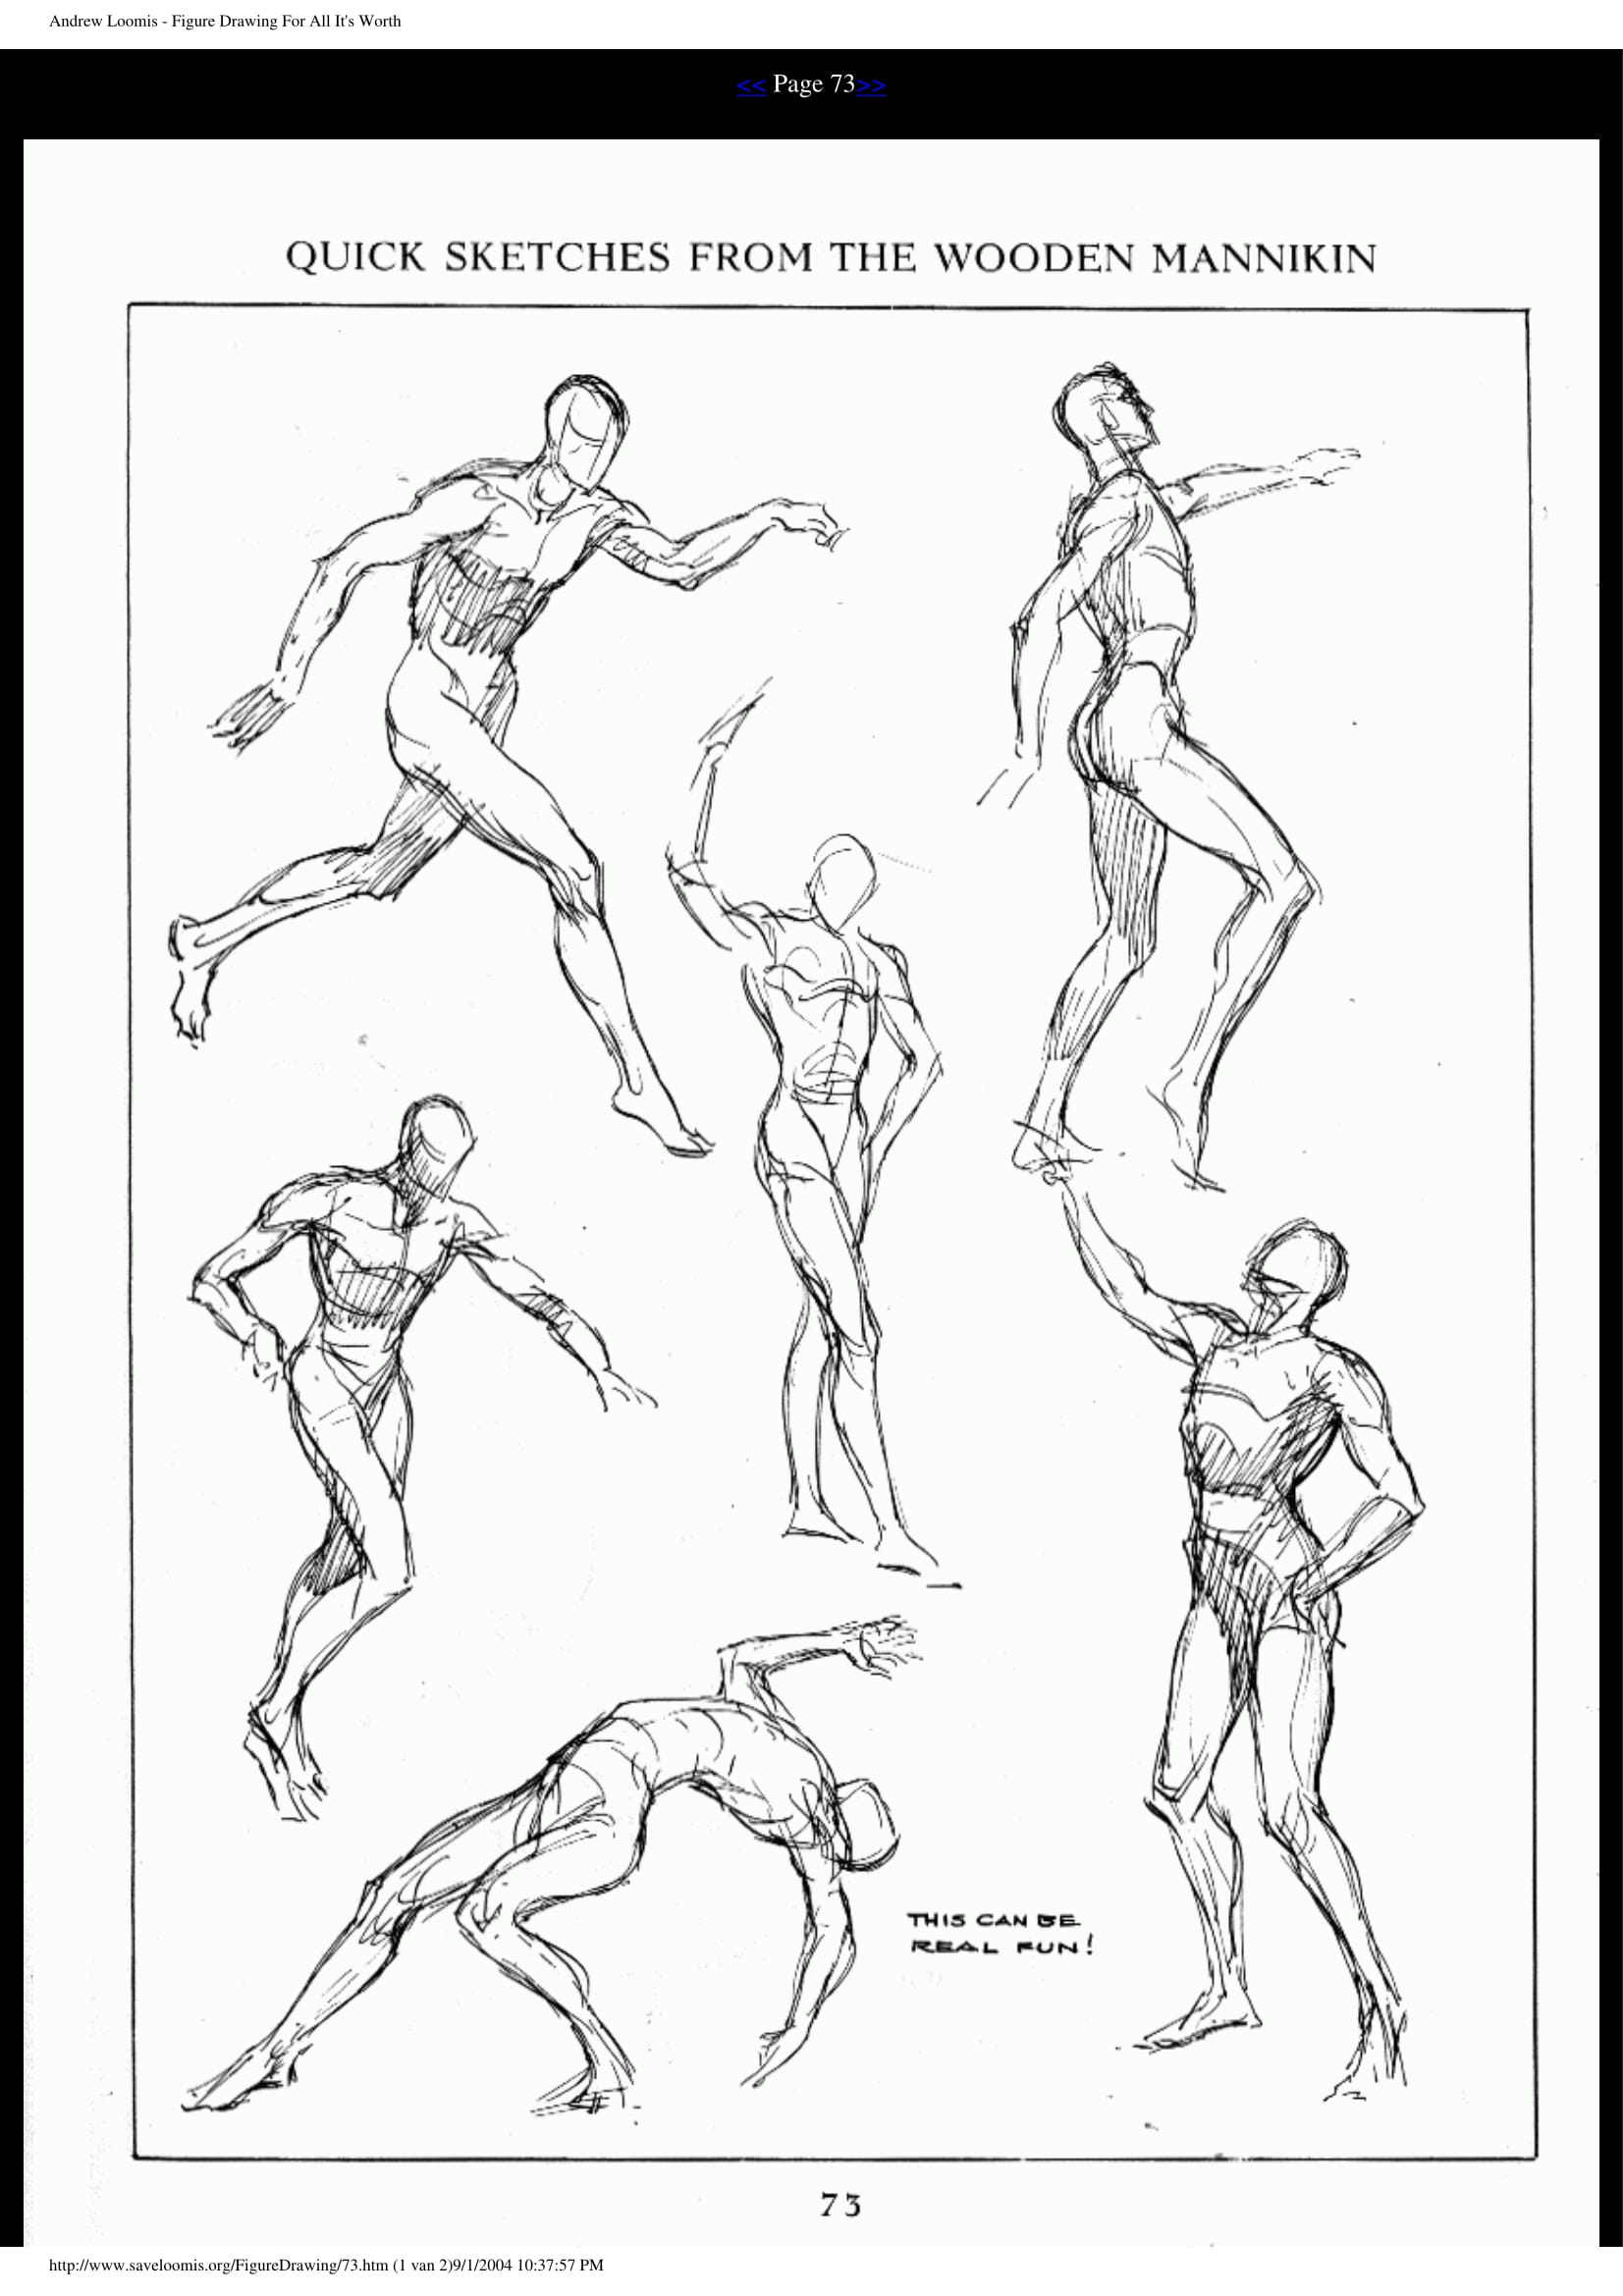 Andrew Loomis - Figure Drawing For All It's Worth
<< Page 73>>
QUICK SKETCHES FROM THE WOODEN MANNIKIN
THIS CAN BE
REAL FUN!
73
http://www.saveloomis.org/FigureDrawing/73.htm (1 van 2)9/1/2004 10:37:57 PM